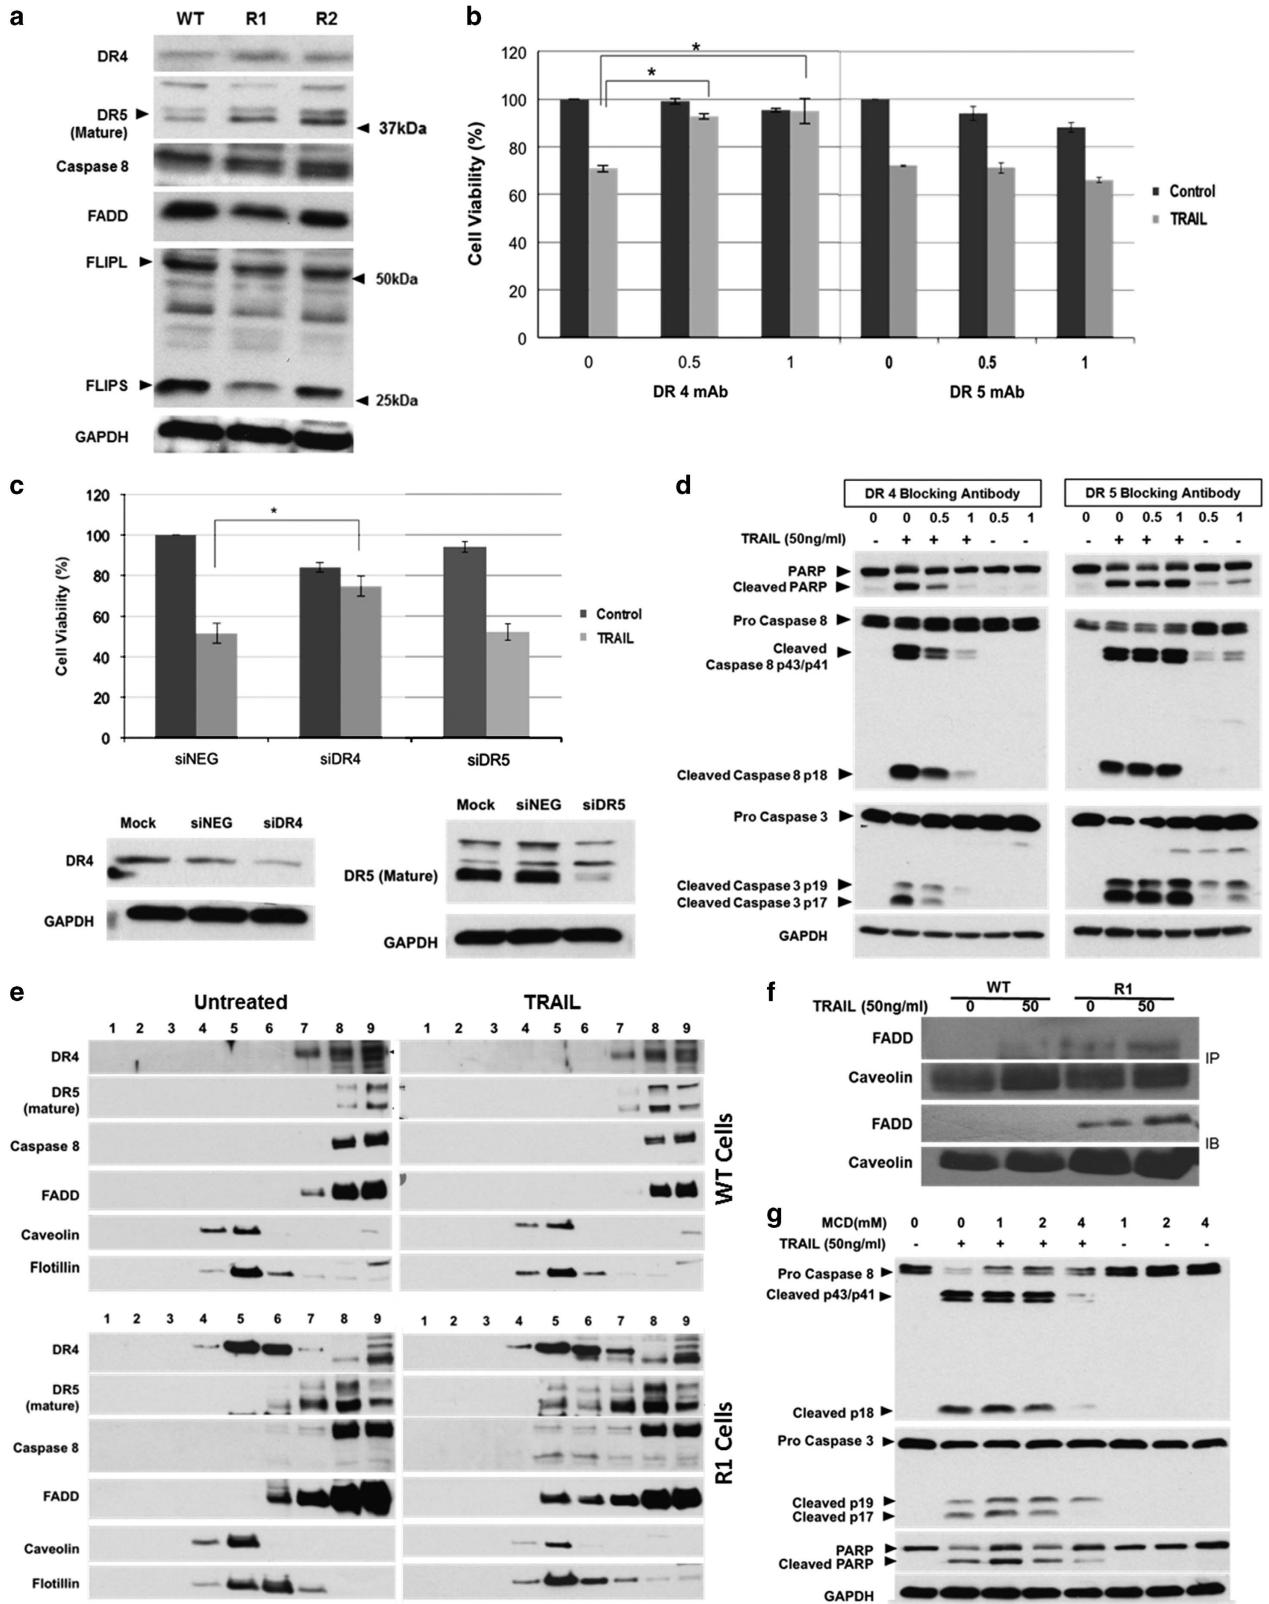 a
WT R1 R2
DR4
DR5
(Mature)
37kDa
Caspase 8
FADD
FLIPL
50kDa
FLIPS
25kDa
GAPDH
b
Cell Viability (%)
120
100
80
60
40
20
0
*
*
0 0.5 1 0 0.5 1
DR 4 mAb DR 5 mAb
Control
TRAIL
c
Cell Viability (%)
120
100
80
60
40
20
0
*
siNEG siDR4 siDR5
Control
TRAIL
Mock siNEG siDR4
DR4
GAPDH
Mock siNEG siDR5
DR5 (Mature)
GAPDH
d
DR 4 Blocking Antibody DR 5 Blocking Antibody
0 0 0.5 1 0.5 1 0 0 0.5 1 0.5 1
TRAIL (50ng/ml) - + + + - - - + + + - -
PARP
Cleaved PARP
Pro Caspase 8
Cleaved
Caspase 8 p43/p41
Cleaved Caspase 8 p18
Pro Caspase 3
Cleaved Caspase 3 p19
Cleaved Caspase 3 p17
GAPDH
e
Untreated TRAIL
1 2 3 4 5 6 7 8 9 1 2 3 4 5 6 7 8 9
DR4
DR5
(mature)
Caspase 8
FADD
Caveolin
Flotillin
WT Cells
1 2 3 4 5 6 7 8 9 1 2 3 4 5 6 7 8 9
DR4
DR5
(mature)
Caspase 8
FADD
Caveolin
Flotillin
R1 Cells
f
WT R1
TRAIL (50ng/ml) 0 50 0 50
FADD
Caveolin
IP
FADD
Caveolin
IB
g
MCD(mM) 0 0 1 2 4 1 2 4
TRAIL (50ng/ml) - + + + + - - -
Pro Caspase 8
Cleaved p43/p41
Cleaved p18
Pro Caspase 3
Cleaved p19
Cleaved p17
PARP
Cleaved PARP
GAPDH